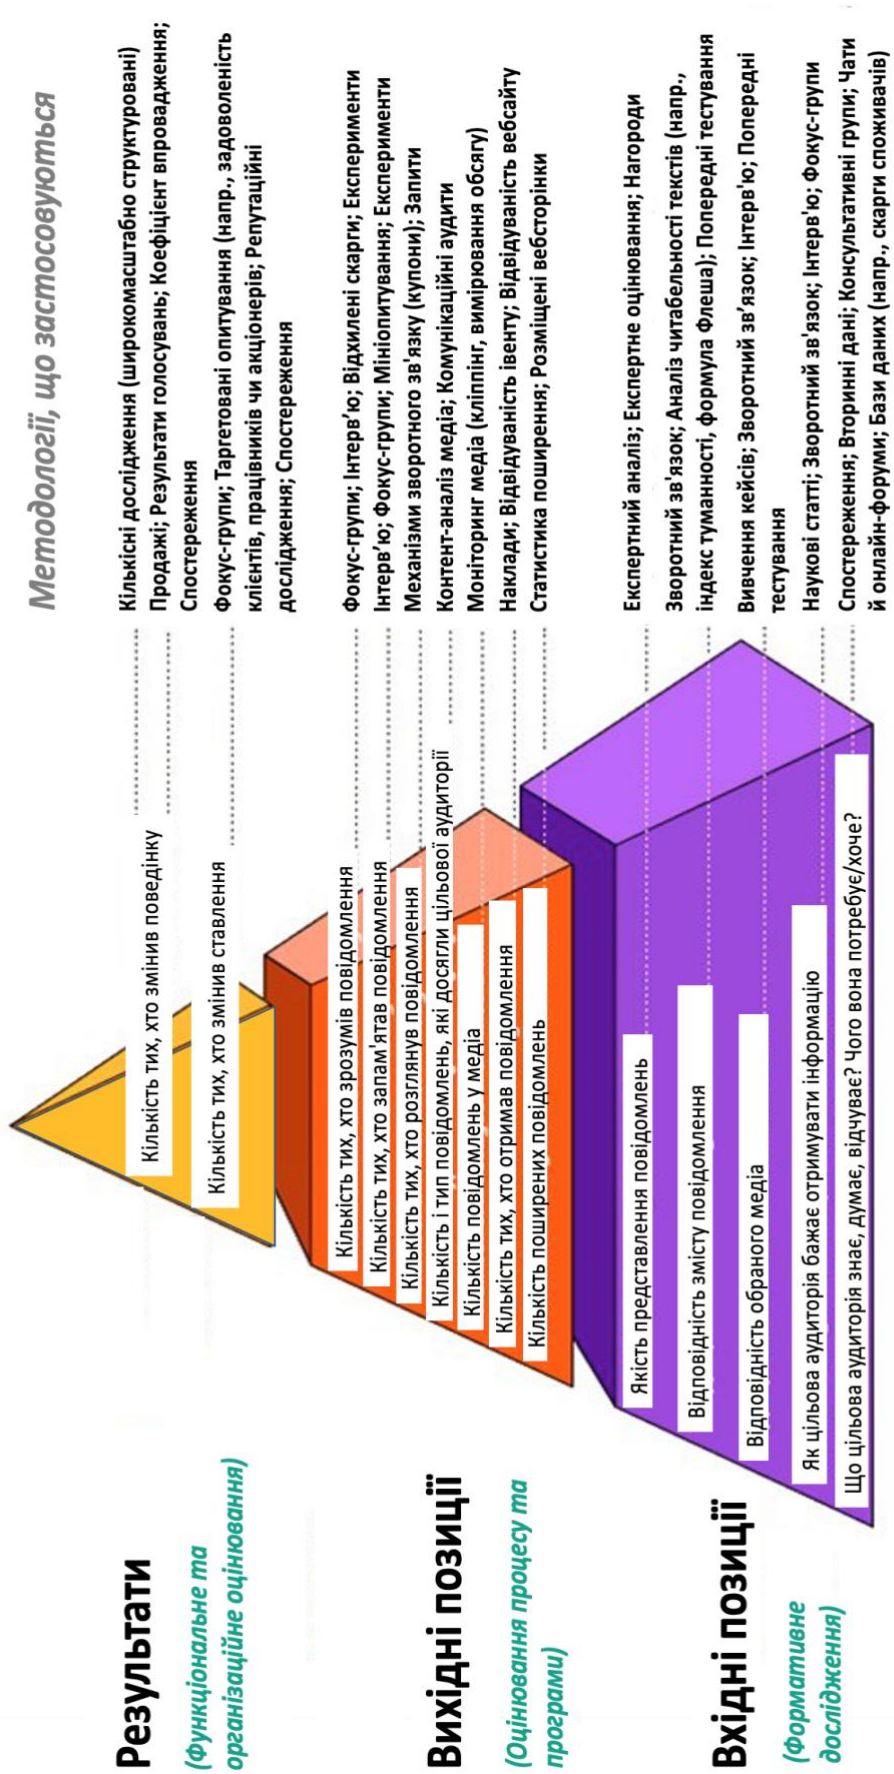 Методології, що застосовуються
Результати
(Функціональне та
організаційне оцінювання)
Кількість тих, хто змінив поведінку
Кількість тих, хто змінив ставлення
Кількісні дослідження (широкомасштабно структуровані)
Продажі; Результати голосувань; Коефіцієнт впровадження;
Спостереження
Фокус-групи; Таргетовані опитування (напр., задоволеність
клієнтів, працівників чи акціонерів; Репутаційні
дослідження; Спостереження
Вихідні позиції
(Оцінювання процесу та
програми)
Кількість тих, хто зрозумів повідомлення
Кількість тих, хто запам'ятав повідомлення
Кількість тих, хто розглянув повідомлення
Кількість і тип повідомлень, які досягли цільової аудиторії
Кількість повідомлень у медіа
Кількість тих, хто отримав повідомлення
Кількість поширених повідомлень
Фокус-групи; Інтерв'ю; Відхилені скарги; Експерименти
Інтерв'ю; Фокус-групи; Мініопитування; Експерименти
Механізми зворотного зв'язку (купони); Запити
Контент-аналіз медіа; Комунікаційні аудити
Моніторинг медіа (кліппінг, вимірювання обсягу)
Наклади; Відвідуваність івенту; Відвідуваність вебсайту
Статистика поширення; Розміщені вебсторінки
Вхідні позиції
(Формативне
дослідження)
Якість представлення повідомлень
Відповідність змісту повідомлення
Відповідність обраного медіа
Як цільова аудиторія бажає отримувати інформацію
Що цільова аудиторія знає, думає, відчуває? Чого вона потребує/хоче?
Експертний аналіз; Експертне оцінювання; Нагороди
Зворотній зв'язок; Аналіз читабельності текстів (напр.,
індекс туманності, формула Флеша); Попередні тестування
Вивчення кейсів; Зворотний зв'язок; Інтерв'ю; Попередні
тестування
Наукові статті; Зворотний зв'язок; Інтерв'ю; Фокус-групи
Спостереження; Вторинні дані; Консультативні групи; Чати
й онлайн-форуми; Бази даних (напр., скарги споживачів)